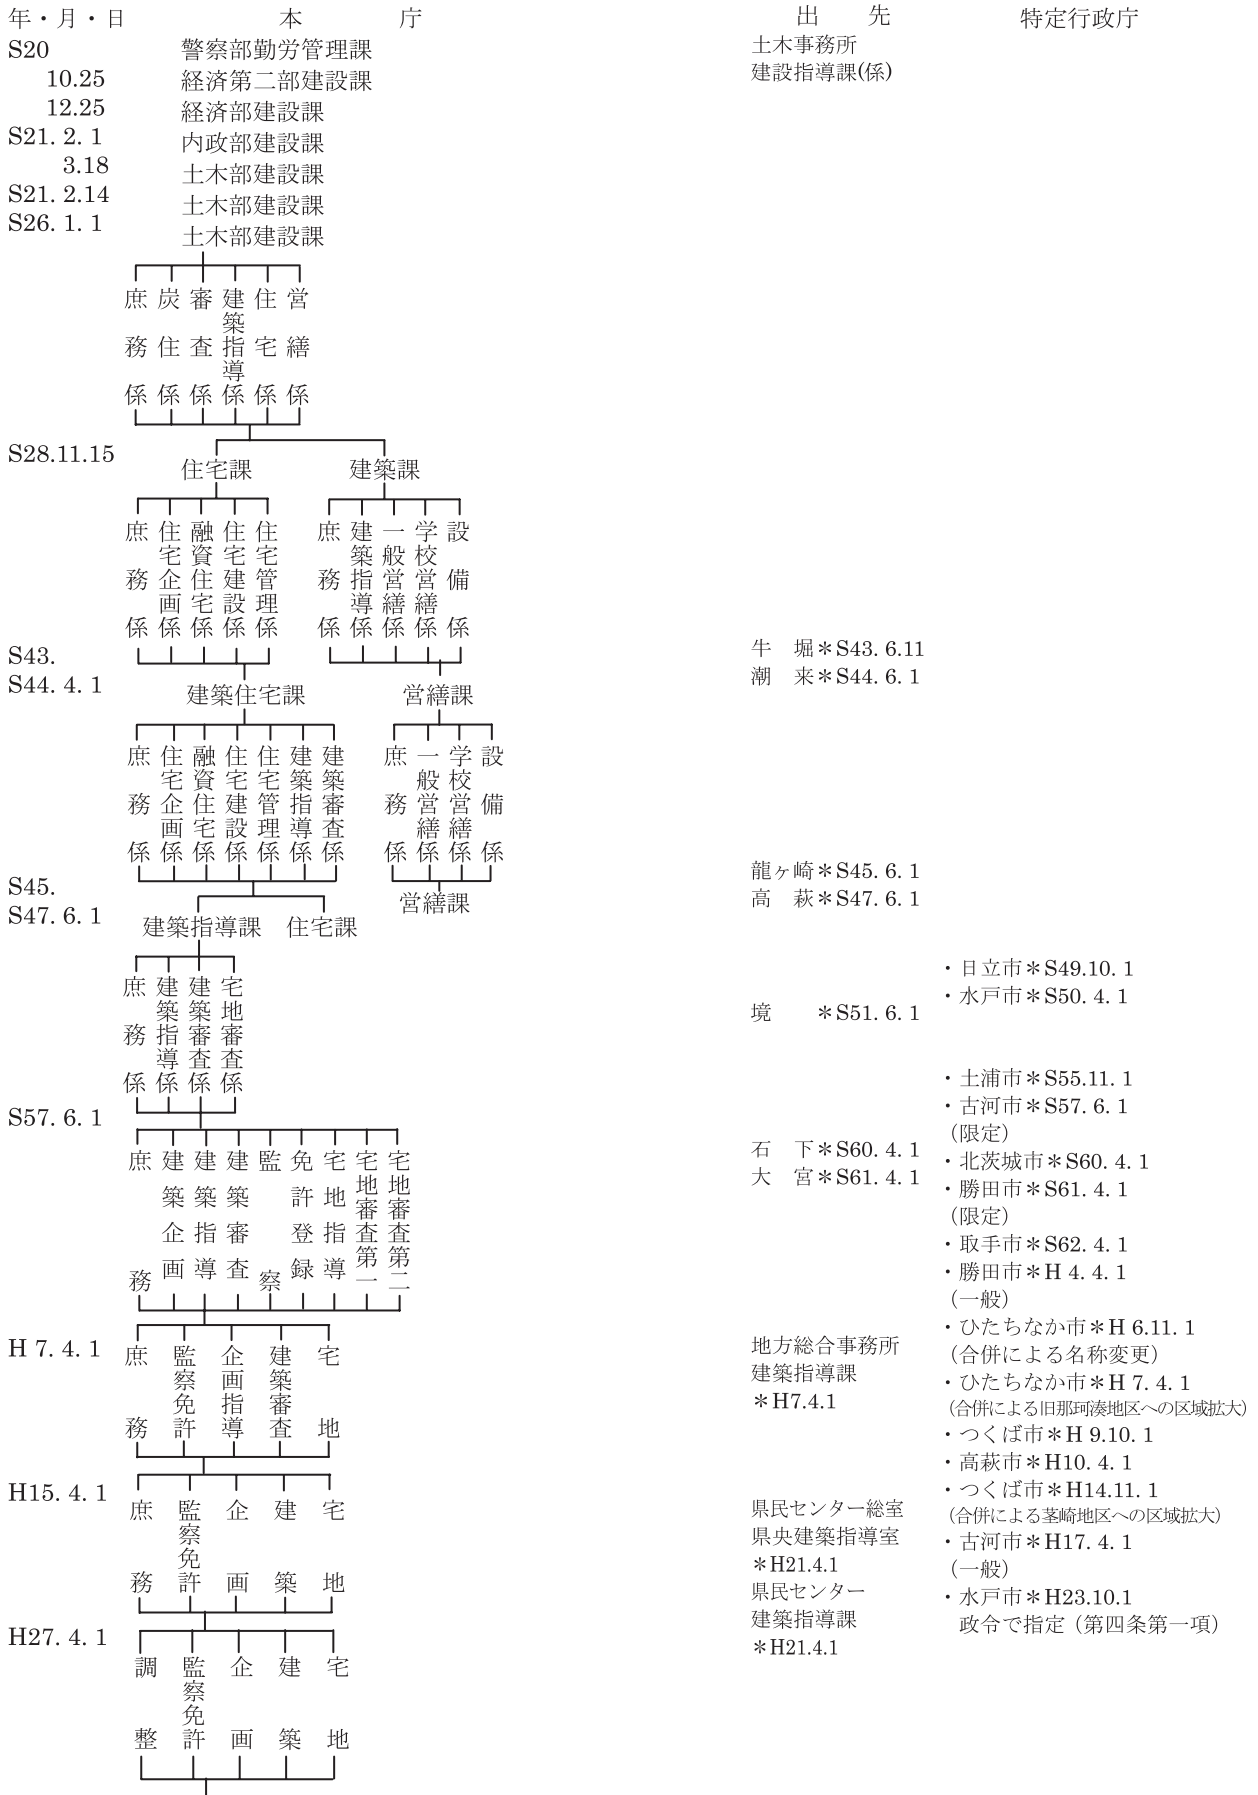 年・月・日　本　庁　出　先　特定行政庁
S20　警察部勤労管理課　土木事務所
10.25　経済第二部建設課　建設指導課(係)
12.25　経済部建設課
S21. 2. 1　内政部建設課
3.18　土木部建設課
S21. 2.14　土木部建設課
S26. 1. 1　土木部建設課
庶務係　炭住係　審査係　建築指導係　住宅係　営繕係
S28.11.15　住宅課　建築課
庶務係　住宅企画係　融資住宅係　住宅建設係　住宅管理係　庶務係　建築指導係　一般営繕係　学校営繕係　設備係
S43.　牛　堀＊S43. 6.11
S44. 4. 1　建築住宅課　営繕課　潮　来＊S44. 6. 1
庶務係　住宅企画係　融資住宅係　住宅建設係　住宅管理係　建築指導係　建築審査係　庶務係　一般営繕係　学校営繕係　設備係
S45.　営繕課　龍ヶ崎＊S45. 6. 1
S47. 6. 1　建築指導課　住宅課　高　萩＊S47. 6. 1
庶務係　建築指導係　建築審査係　宅地審査係
・日立市＊S49.10. 1
・水戸市＊S50. 4. 1
境　＊S51. 6. 1
・土浦市＊S55.11. 1
S57. 6. 1　・古河市＊S57. 6. 1
（限定）
庶務　建築企画　建築指導　建築審査　監察　免許登録　宅地指導　宅地審査第一　宅地審査第二
石　下＊S60. 4. 1　・北茨城市＊S60. 4. 1
大　宮＊S61. 4. 1　・勝田市＊S61. 4. 1
（限定）
・取手市＊S62. 4. 1
・勝田市＊H 4. 4. 1
（一般）
・ひたちなか市＊H 6.11. 1
（合併による名称変更）
H 7. 4. 1　庶務　監察免許　企画指導　建築審査　宅地
地方総合事務所
建築指導課
＊H7.4.1
・ひたちなか市＊H 7. 4. 1
（合併による旧那珂湊地区への区域拡大）
・つくば市＊H 9.10. 1
・高萩市＊H10. 4. 1
・つくば市＊H14.11. 1
（合併による茎崎地区への区域拡大）
H15. 4. 1　庶務　監察免許　企画　建築　宅地
県民センター総室
県央建築指導室
＊H21.4.1
県民センター
建築指導課
＊H21.4.1
・古河市＊H17. 4. 1
（一般）
・水戸市＊H23.10.1
政令で指定（第四条第一項）
H27. 4. 1　調整　監察免許　企画　建築　宅地